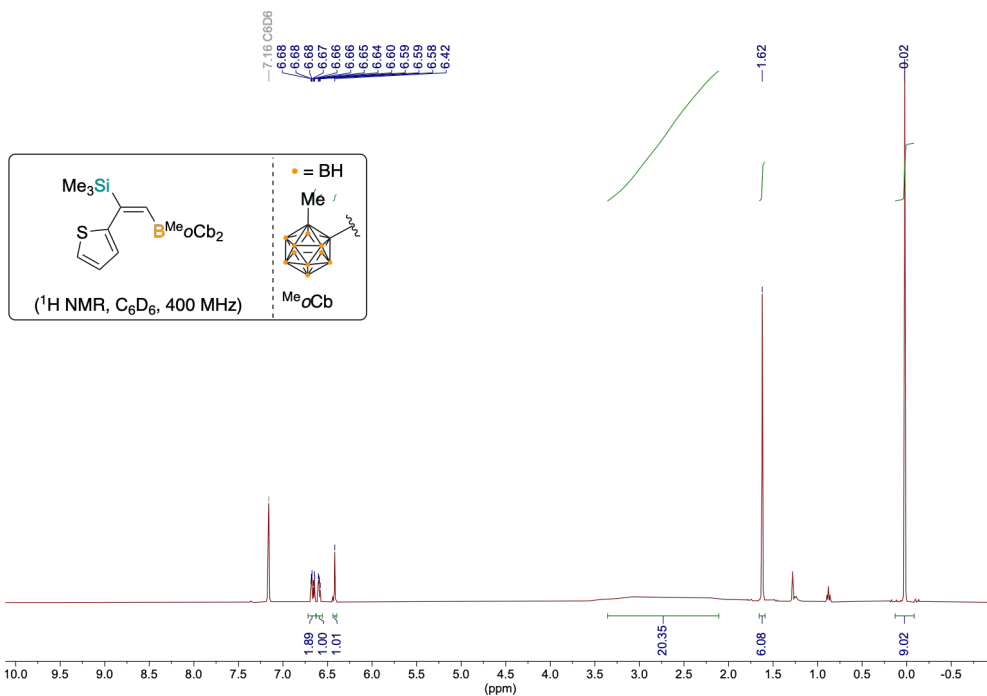 7.16 C6D6
6.68
6.68
6.68
6.67
6.66
6.66
6.65
6.64
6.60
6.59
6.59
6.58
6.42
1.62
0.02
Me₃Si
S
BᴹᵉoCb₂
(¹H NMR, C₆D₆, 400 MHz)
= BH
Me
ᴹᵉoCb
1.89
1.00
1.01
20.35
6.08
9.02
10.0 9.5 9.0 8.5 8.0 7.5 7.0 6.5 6.0 5.5 5.0 4.5 4.0 3.5 3.0 2.5 2.0 1.5 1.0 0.5 0.0 -0.5
(ppm)